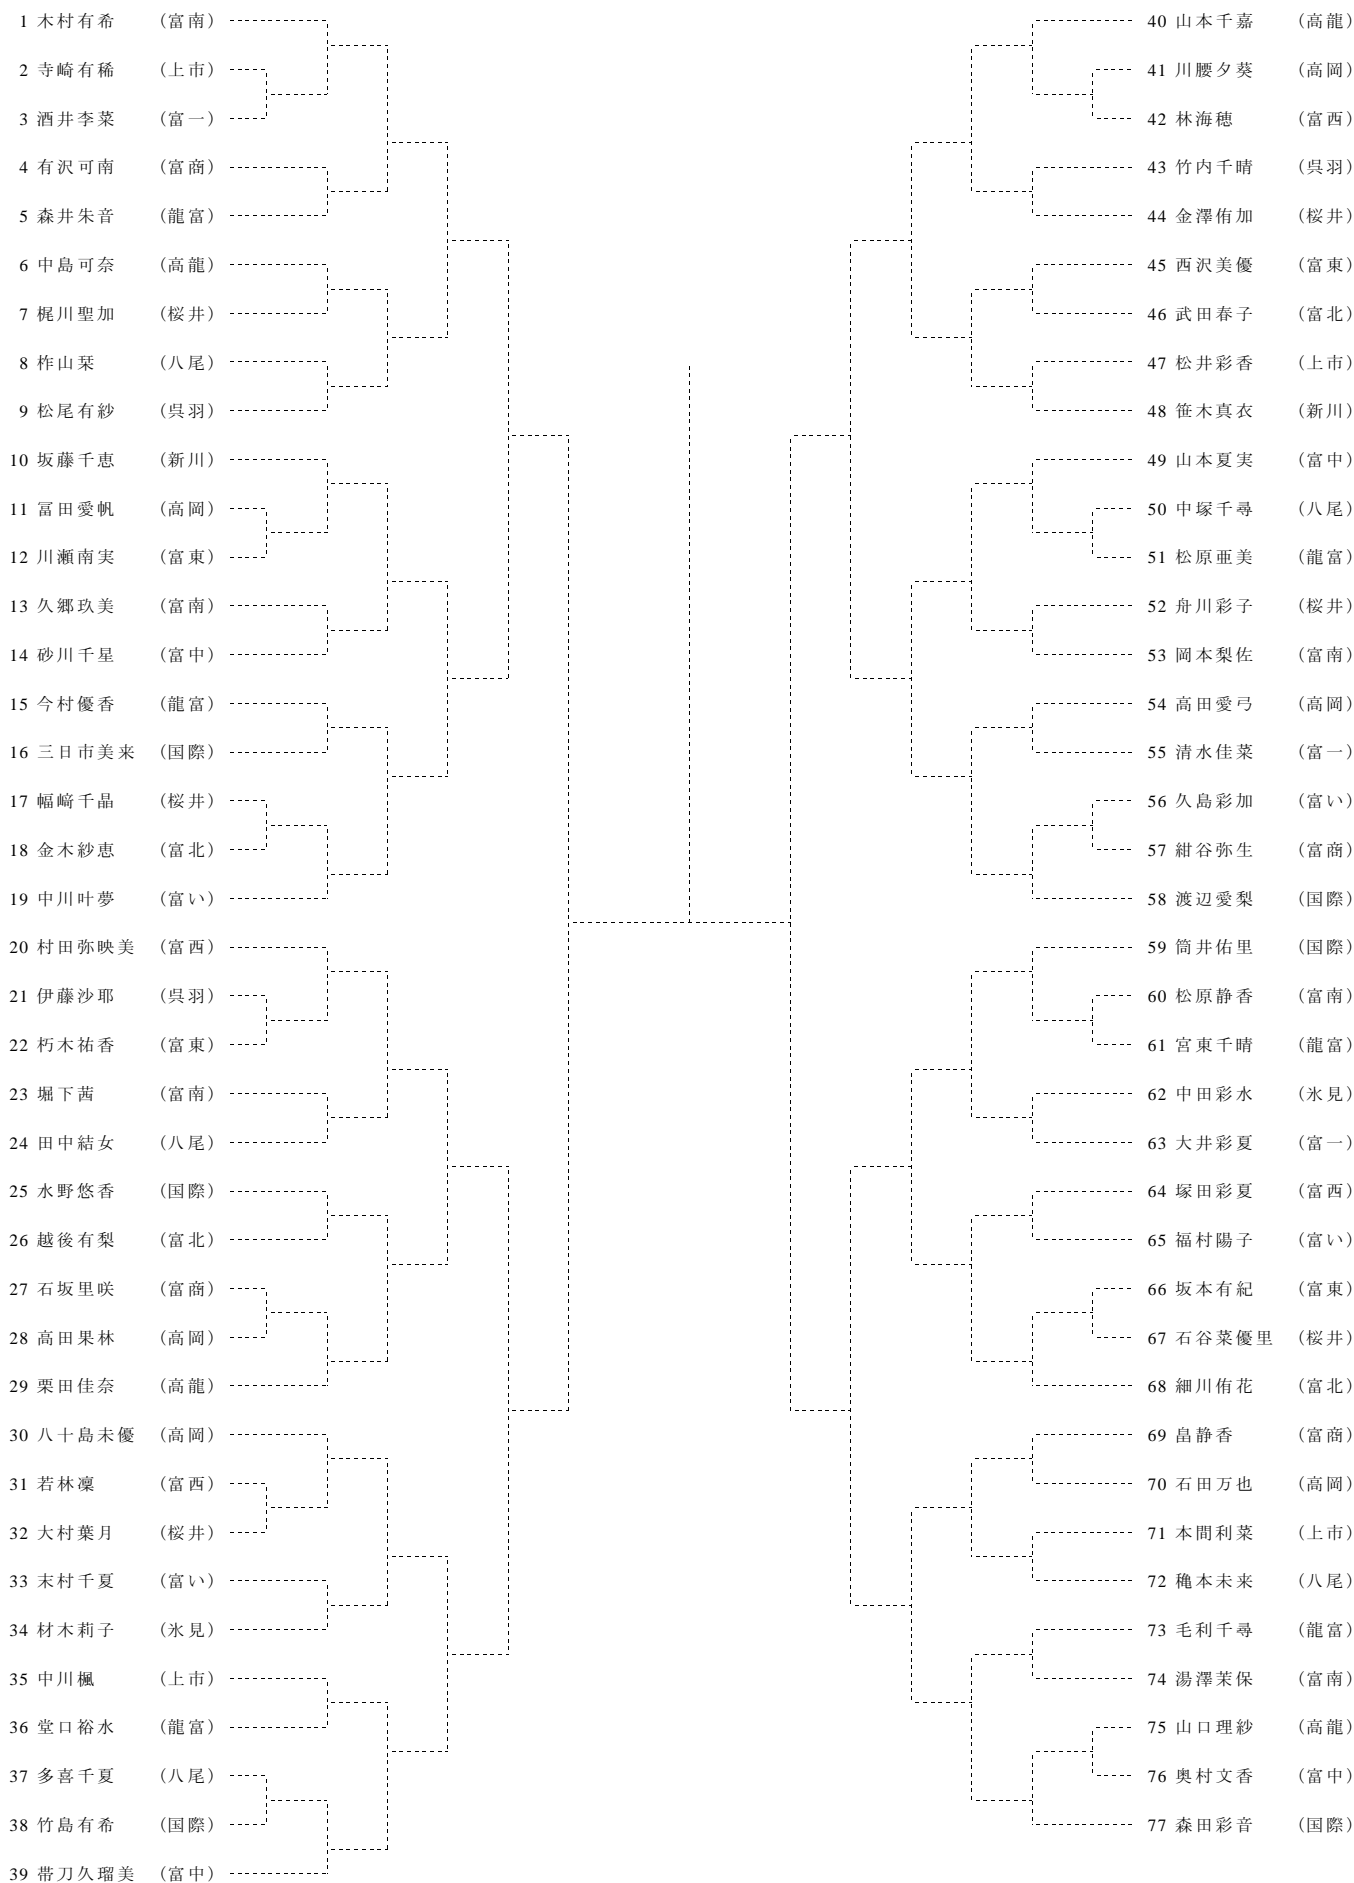 1 木村有希 (富南)
2 寺崎有稀 (上市)
3 酒井李菜 (富一)
4 有沢可南 (富商)
5 森井朱音 (龍富)
6 中島可奈 (高龍)
7 梶川聖加 (桜井)
8 柞山栞 (八尾)
9 松尾有紗 (呉羽)
10 坂藤千恵 (新川)
11 冨田愛帆 (高岡)
12 川瀬南実 (富東)
13 久郷玖美 (富南)
14 砂川千星 (富中)
15 今村優香 (龍富)
16 三日市美来 (国際)
17 幅﨑千晶 (桜井)
18 金木紗恵 (富北)
19 中川叶夢 (富い)
20 村田弥映美 (富西)
21 伊藤沙耶 (呉羽)
22 朽木祐香 (富東)
23 堀下茜 (富南)
24 田中結女 (八尾)
25 水野悠香 (国際)
26 越後有梨 (富北)
27 石坂里咲 (富商)
28 高田果林 (高岡)
29 栗田佳奈 (高龍)
30 八十島未優 (高岡)
31 若林凜 (富西)
32 大村葉月 (桜井)
33 末村千夏 (富い)
34 材木莉子 (氷見)
35 中川楓 (上市)
36 堂口裕水 (龍富)
37 多喜千夏 (八尾)
38 竹島有希 (国際)
39 帯刀久瑠美 (富中)
40 山本千嘉 (高龍)
41 川腰夕葵 (高岡)
42 林海穂 (富西)
43 竹内千晴 (呉羽)
44 金澤侑加 (桜井)
45 西沢美優 (富東)
46 武田春子 (富北)
47 松井彩香 (上市)
48 笹木真衣 (新川)
49 山本夏実 (富中)
50 中塚千尋 (八尾)
51 松原亜美 (龍富)
52 舟川彩子 (桜井)
53 岡本梨佐 (富南)
54 高田愛弓 (高岡)
55 清水佳菜 (富一)
56 久島彩加 (富い)
57 紺谷弥生 (富商)
58 渡辺愛梨 (国際)
59 筒井佑里 (国際)
60 松原静香 (富南)
61 宮東千晴 (龍富)
62 中田彩水 (氷見)
63 大井彩夏 (富一)
64 塚田彩夏 (富西)
65 福村陽子 (富い)
66 坂本有紀 (富東)
67 石谷菜優里 (桜井)
68 細川侑花 (富北)
69 畠静香 (富商)
70 石田万也 (高岡)
71 本間利菜 (上市)
72 穐本未来 (八尾)
73 毛利千尋 (龍富)
74 湯澤茉保 (富南)
75 山口理紗 (高龍)
76 奥村文香 (富中)
77 森田彩音 (国際)